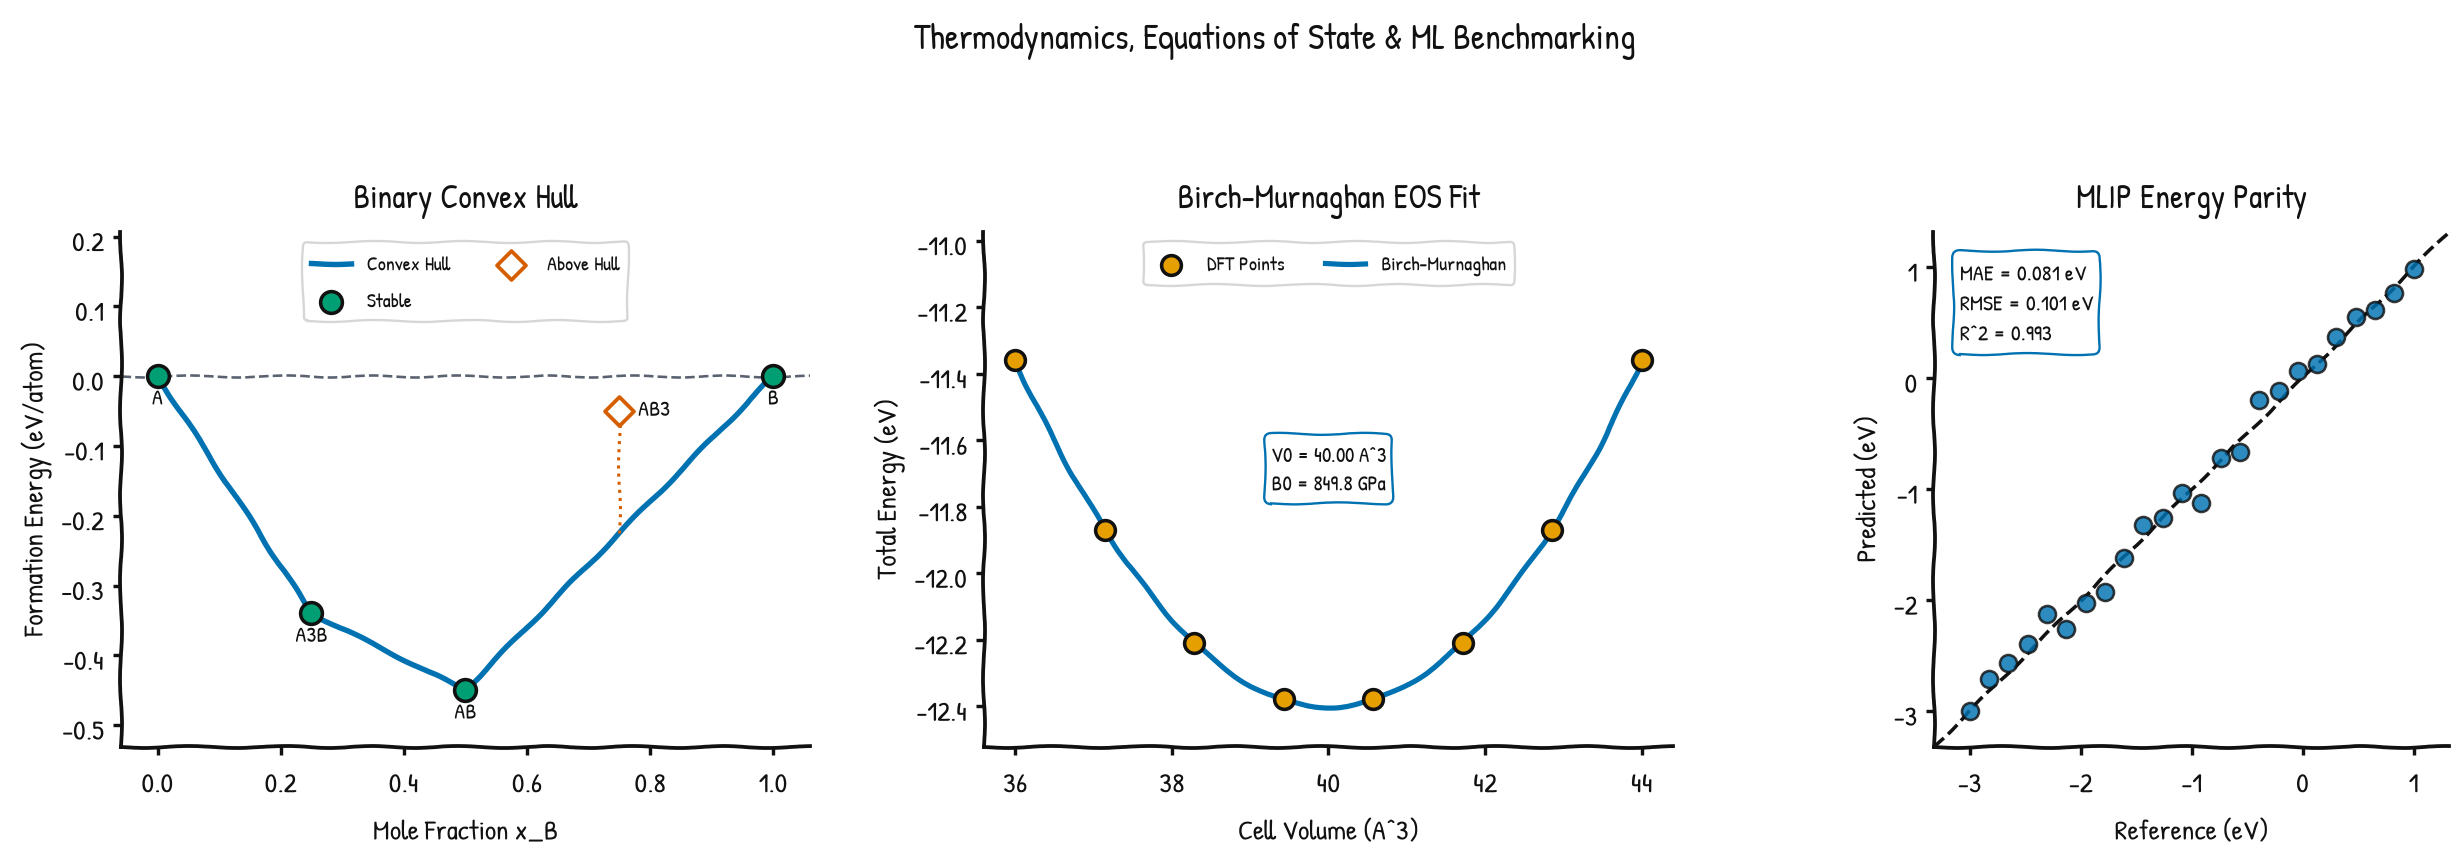 Thermodynamics, Equations of State & ML Benchmarking
Binary Convex Hull
Convex Hull
Above Hull
Stable
0.2
0.1
0.0
-0.1
-0.2
-0.3
-0.4
-0.5
Formation Energy (eV/atom)
A
B
AB3
A3B
AB
0.0
0.2
0.4
0.6
0.8
1.0
Mole Fraction x_B
Birch-Murnaghan EOS Fit
DFT Points
Birch-Murnaghan
-11.0
-11.2
-11.4
-11.6
-11.8
-12.0
-12.2
-12.4
Total Energy (eV)
V0 = 40.00 A^3
B0 = 849.8 GPa
36
38
40
42
44
Cell Volume (A^3)
MLIP Energy Parity
MAE = 0.081 eV
RMSE = 0.101 eV
R^2 = 0.993
1
0
-1
-2
-3
Predicted (eV)
-3
-2
-1
0
1
Reference (eV)